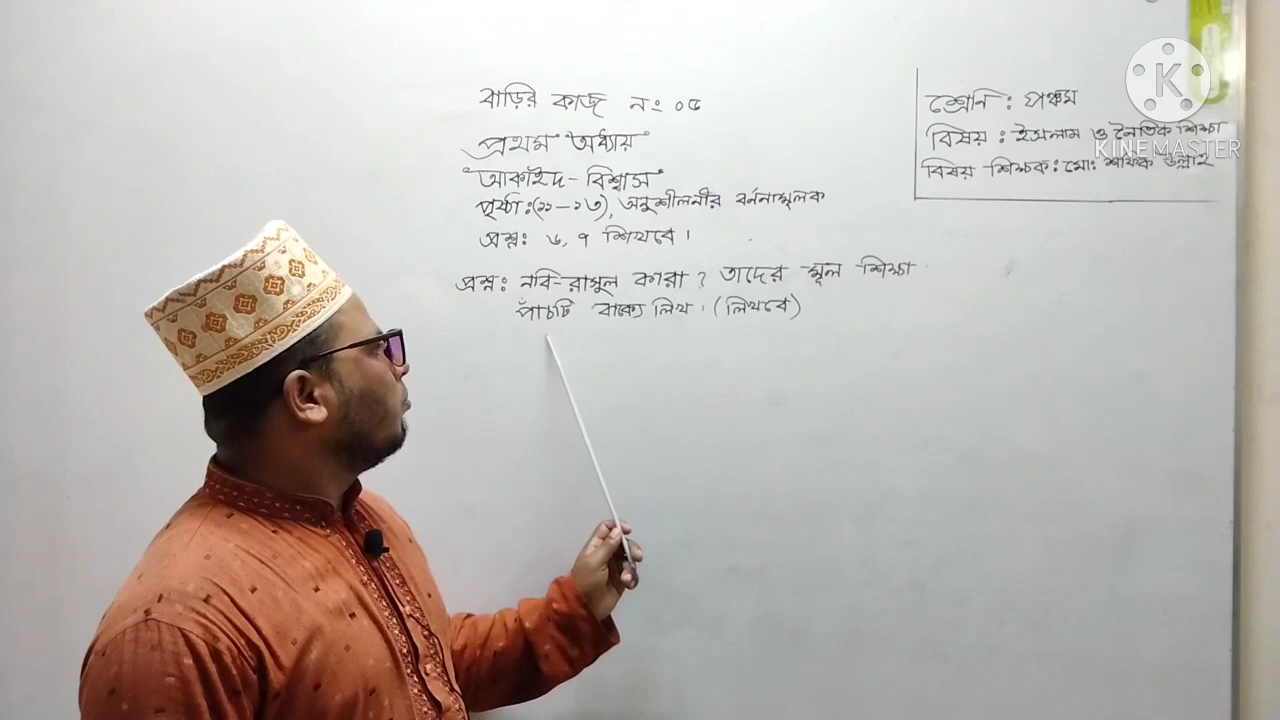 বাড়ির কাজ নং ০৫
প্রথম অধ্যায়
আকাইদ-বিশ্বাস
পৃষ্ঠা:(১১-১৩), অনুশীলনীর বর্ননামূলক
প্রশ্ন: ৬, ৭ শিখবে।
প্রশ্ন: নবি-রাসুল কারা? তাদের মূল শিক্ষা
পাঁচটি বাক্যে লিখ। (লিখবে)
শ্রেনি: পঞ্চম
বিষয়: ইসলাম ও নৈতিক শিক্ষা
বিষয় শিক্ষক: মো: শফিক উল্লাহ
K
KINEMASTER